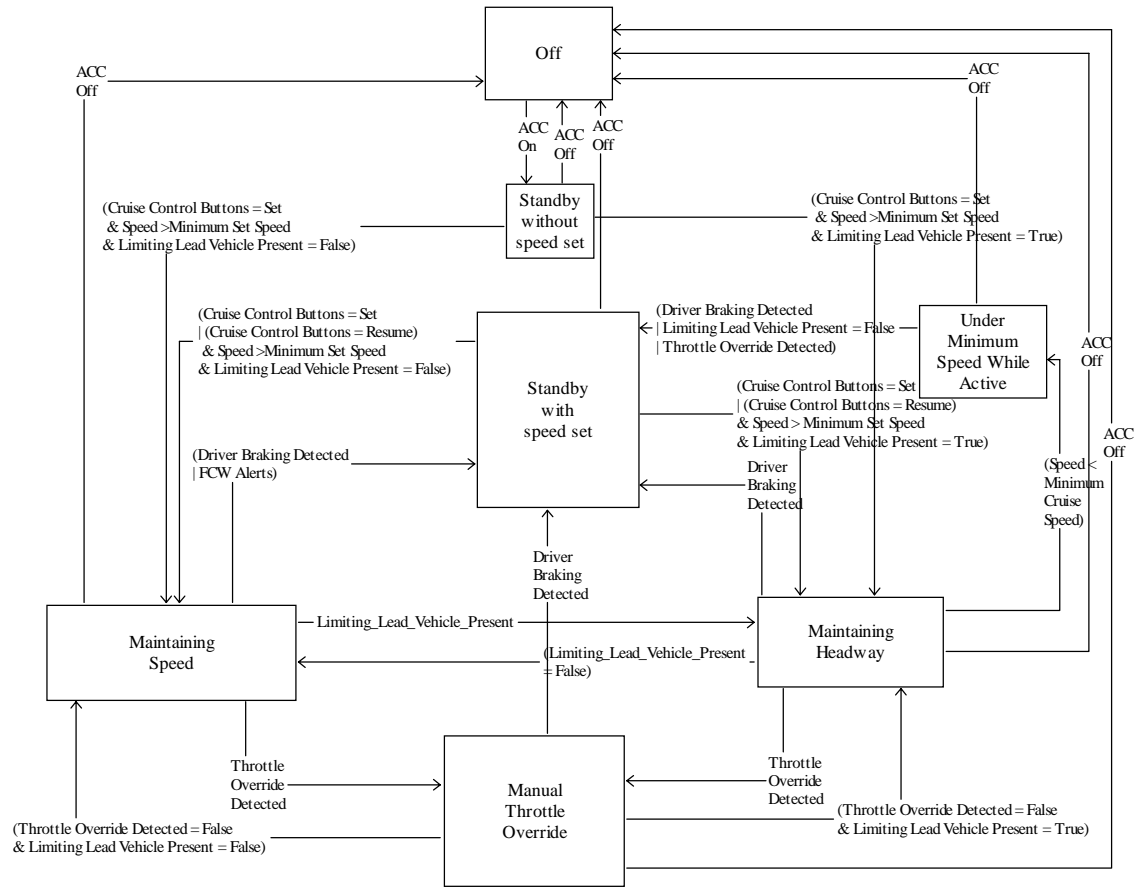 Off
ACC
Off
ACC
Off
ACC
On
ACC
Off
ACC
Off
Standby
without
speed set
(Cruise Control Buttons = Set
& Speed >Minimum Set Speed
& Limiting Lead Vehicle Present = False)
(Cruise Control Buttons = Set
& Speed >Minimum Set Speed
& Limiting Lead Vehicle Present = True)
(Cruise Control Buttons = Set
| (Cruise Control Buttons = Resume)
& Speed >Minimum Set Speed
& Limiting Lead Vehicle Present = False)
(Driver Braking Detected
| Limiting Lead Vehicle Present = False
| Throttle Override Detected)
Under
Minimum
Speed While
Active
ACC
Off
Standby
with
speed set
(Cruise Control Buttons = Set
| (Cruise Control Buttons = Resume)
& Speed > Minimum Set Speed
& Limiting Lead Vehicle Present = True)
ACC
Off
(Driver Braking Detected
| FCW Alerts)
Driver
Braking
Detected
(Speed <
Minimum
Cruise
Speed)
Driver
Braking
Detected
Maintaining
Speed
Limiting_Lead_Vehicle_Present
(Limiting_Lead_Vehicle_Present
= False)
Maintaining
Headway
Throttle
Override
Detected
Manual
Throttle
Override
Throttle
Override
Detected
(Throttle Override Detected = False
& Limiting Lead Vehicle Present = False)
(Throttle Override Detected = False
& Limiting Lead Vehicle Present = True)